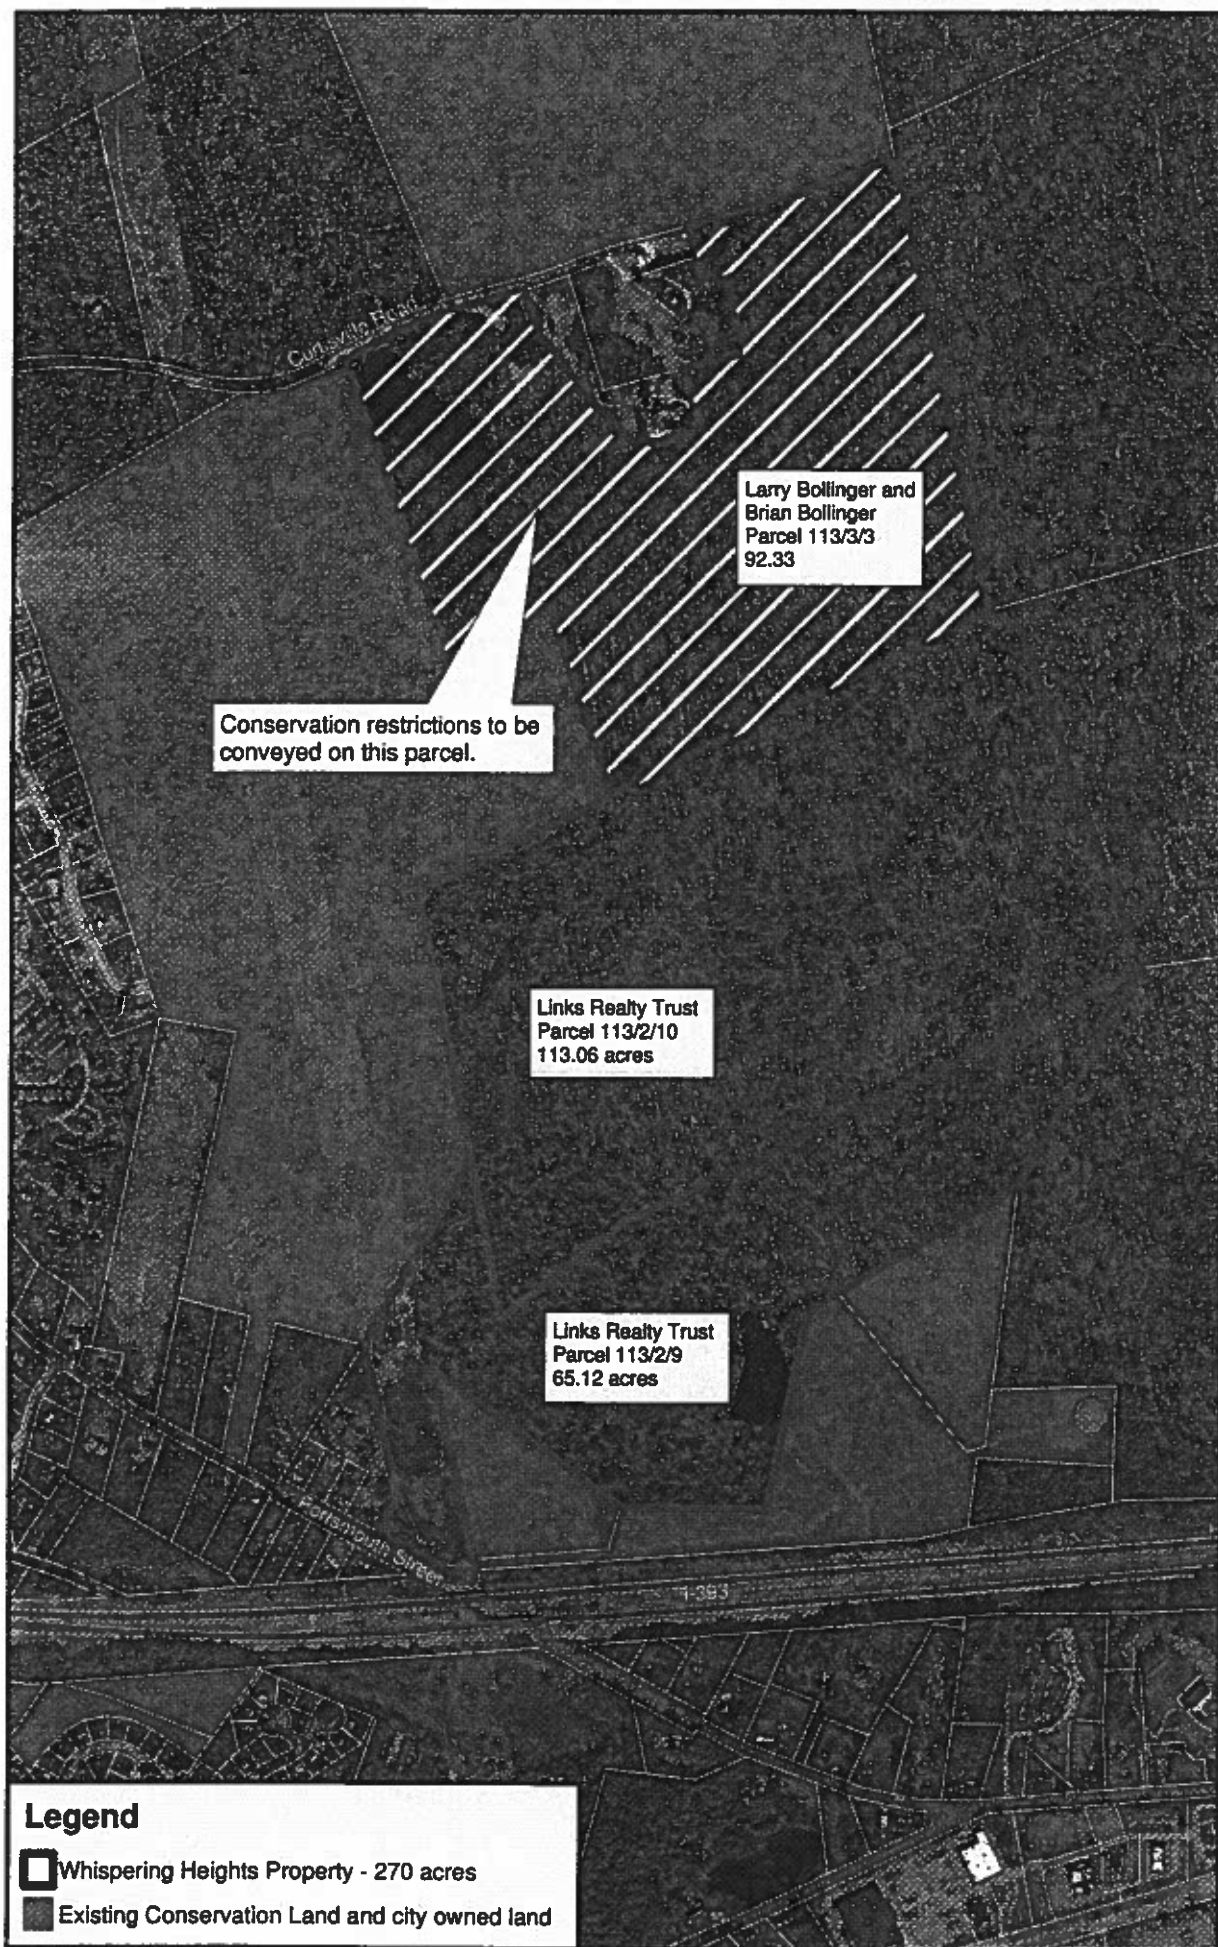 Curtisville Road
Larry Bollinger and
Brian Bollinger
Parcel 113/3/3
92.33
Conservation restrictions to be
conveyed on this parcel.
Links Realty Trust
Parcel 113/2/10
113.06 acres
Links Realty Trust
Parcel 113/2/9
65.12 acres
Portsmouth Street
I-393
Legend
Whispering Heights Property - 270 acres
Existing Conservation Land and city owned land